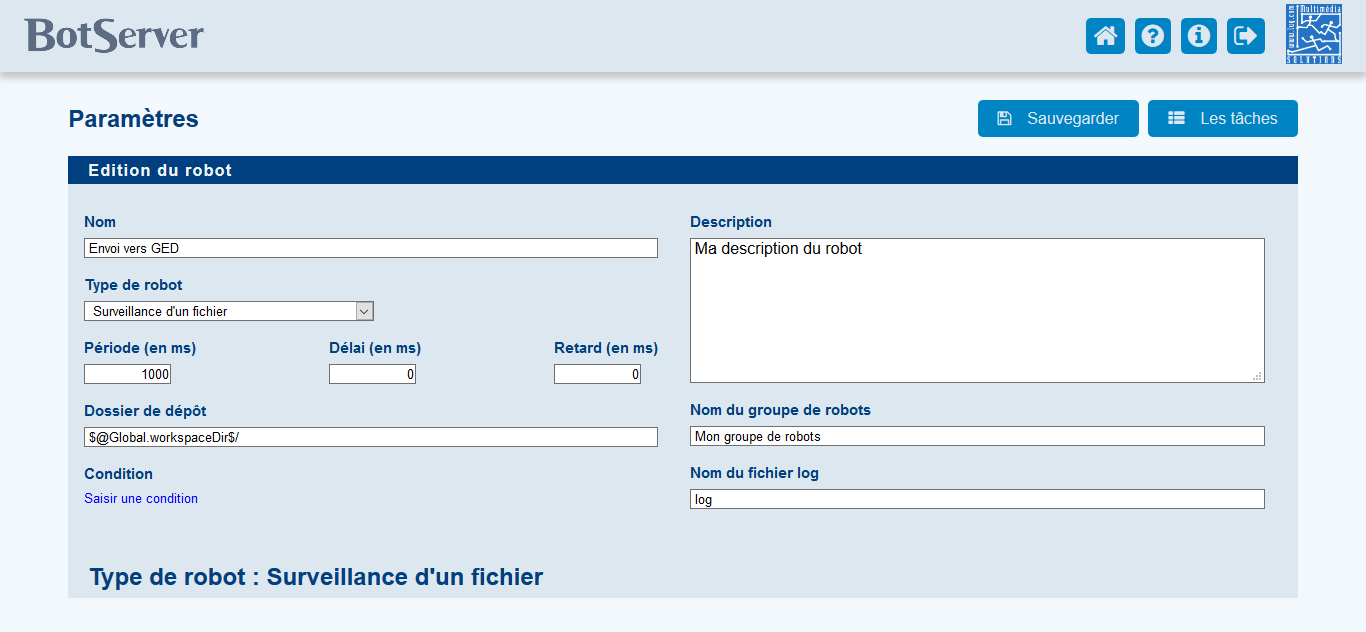 BotServer
www.tqg.com
Multimédia
SOLUTIONS
Paramètres
Sauvegarder
Les tâches
Edition du robot
Nom
Envoi vers GED
Type de robot
Surveillance d'un fichier
Période (en ms)
Délai (en ms)
Retard (en ms)
1000
0
0
Dossier de dépôt
$@Global.workspaceDir$/
Condition
Saisir une condition
Description
Ma description du robot
Nom du groupe de robots
Mon groupe de robots
Nom du fichier log
log
Type de robot : Surveillance d'un fichier